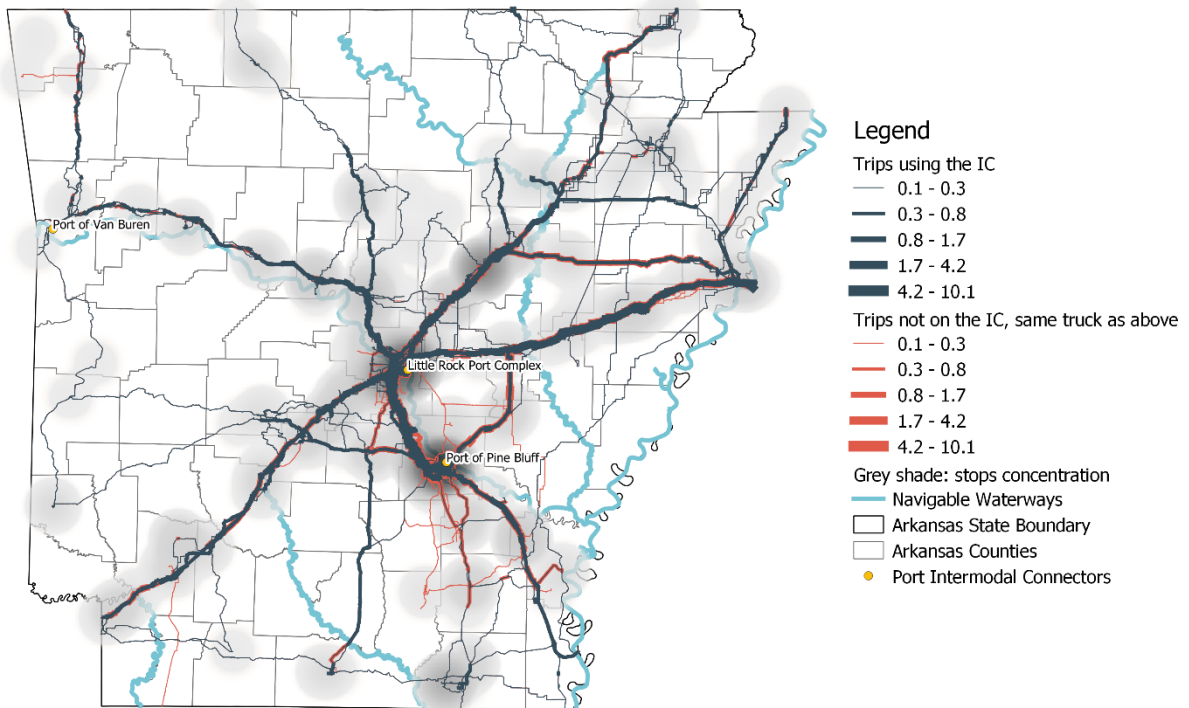 Port of Van Buren
Little Rock Port Complex
Port of Pine Bluff
Legend
Trips using the IC
0.1 - 0.3
0.3 - 0.8
0.8 - 1.7
1.7 - 4.2
4.2 - 10.1
Trips not on the IC, same truck as above
0.1 - 0.3
0.3 - 0.8
0.8 - 1.7
1.7 - 4.2
4.2 - 10.1
Grey shade: stops concentration
Navigable Waterways
Arkansas State Boundary
Arkansas Counties
Port Intermodal Connectors